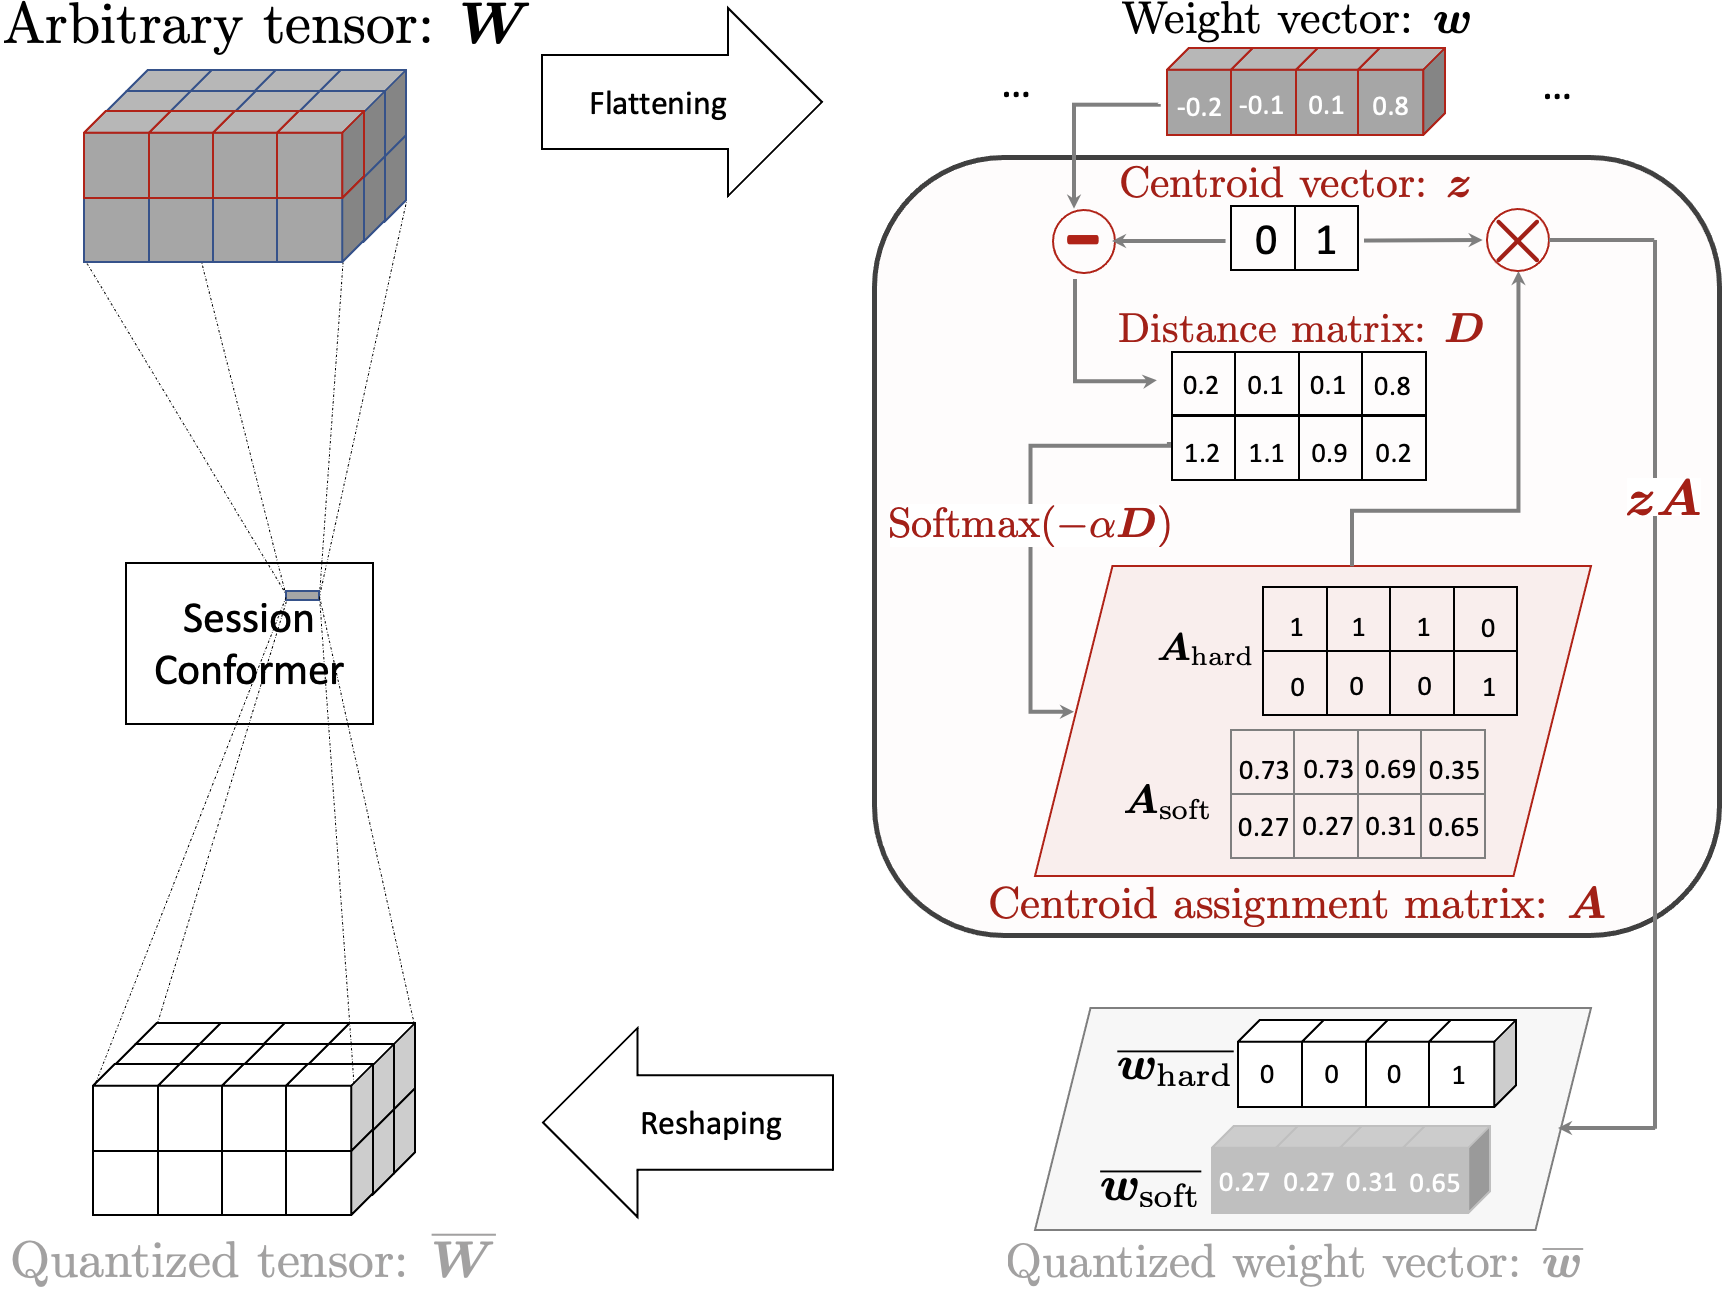 Arbitrary tensor: W
Flattening
Weight vector: w
...
-0.2 -0.1 0.1 0.8
...
Centroid vector: z
0 1
Distance matrix: D
0.2 0.1 0.1 0.8
1.2 1.1 0.9 0.2
Softmax(−αD)
zA
Session
Conformer
A hard
1 1 1 0
0 0 0 1
A soft
0.73 0.73 0.69 0.35
0.27 0.27 0.31 0.65
Centroid assignment matrix: A
w̅ hard
0 0 0 1
w̅ soft
0.27 0.27 0.31 0.65
Reshaping
Quantized tensor: W̅
Quantized weight vector: w̅